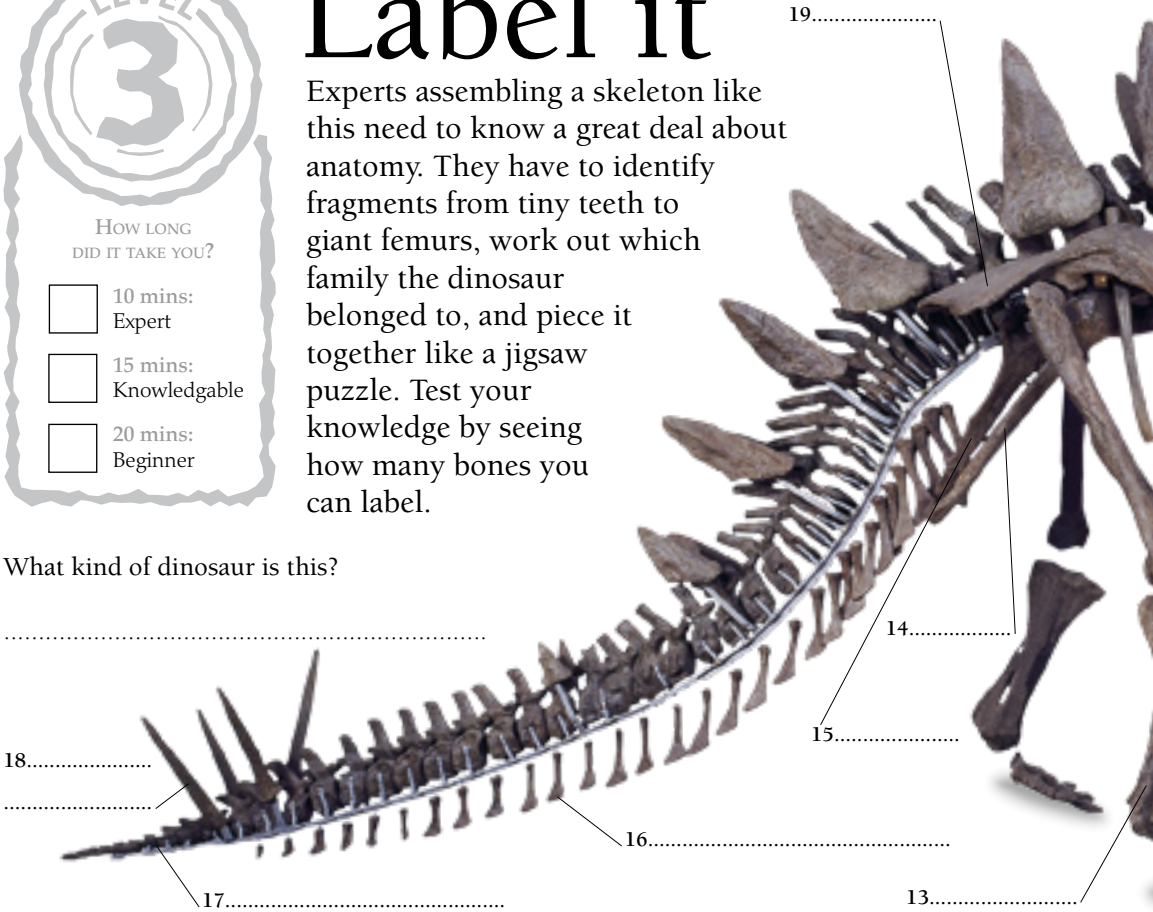 LEVEL
3
HOW LONG
DID IT TAKE YOU?
10 mins:
Expert
15 mins:
Knowledgable
20 mins:
Beginner
Label it
Experts assembling a skeleton like
this need to know a great deal about
anatomy. They have to identify
fragments from tiny teeth to
giant femurs, work out which
family the dinosaur
belonged to, and piece it
together like a jigsaw
puzzle. Test your
knowledge by seeing
how many bones you
can label.
What kind of dinosaur is this?
19
14
15
18
16
17
13